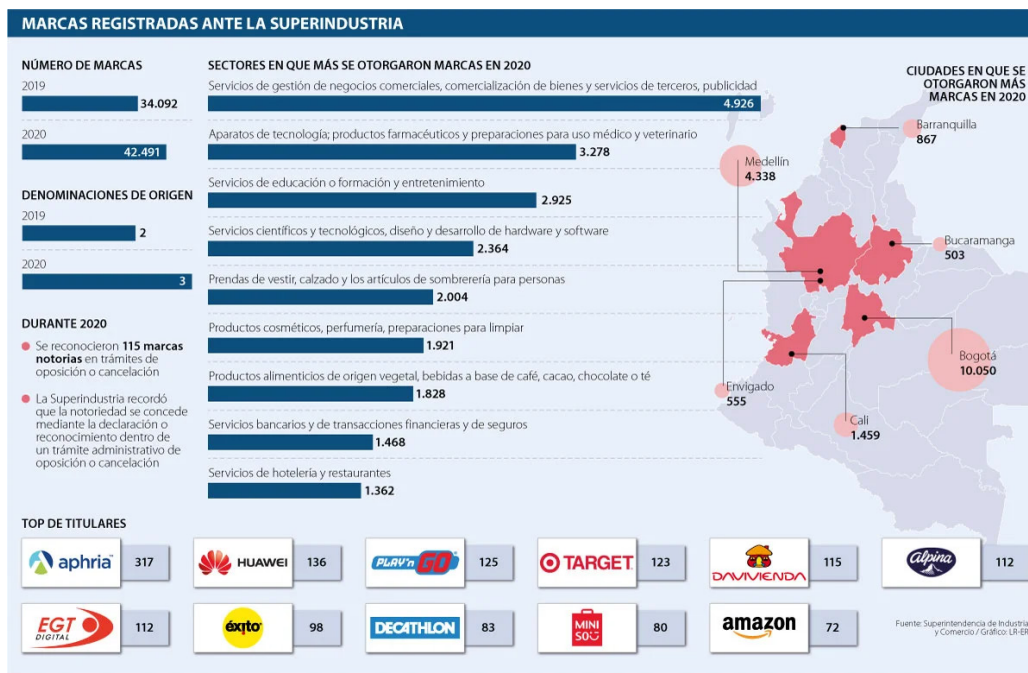 MARCAS REGISTRADAS ANTE LA SUPERINDUSTRIA
NÚMERO DE MARCAS
2019
34.092
2020
42.491
DENOMINACIONES DE ORIGEN
2019
2
2020
3
DURANTE 2020
Se reconocieron 115 marcas
notorias en trámites de
oposición o cancelación
La Superindustria recordó
que la notoriedad se concede
mediante la declaración o
reconocimiento dentro de
un trámite administrativo de
oposición o cancelación
SECTORES EN QUE MÁS SE OTORGARON MARCAS EN 2020
Servicios de gestión de negocios comerciales, comercialización de bienes y servicios de terceros, publicidad
4.926
Aparatos de tecnología; productos farmacéuticos y preparaciones para uso médico y veterinario
3.278
Servicios de educación o formación y entretenimiento
2.925
Servicios científicos y tecnológicos, diseño y desarrollo de hardware y software
2.364
Prendas de vestir, calzado y los artículos de sombrerería para personas
2.004
Productos cosméticos, perfumería, preparaciones para limpiar
1.921
Productos alimenticios de origen vegetal, bebidas a base de café, cacao, chocolate o té
1.828
Servicios bancarios y de transacciones financieras y de seguros
1.468
Servicios de hotelería y restaurantes
1.362
CIUDADES EN QUE SE
OTORGARON MÁS
MARCAS EN 2020
Barranquilla
867
Medellín
4.338
Bucaramanga
503
Bogotá
10.050
Envigado
555
Cali
1.459
TOP DE TITULARES
aphria 317
HUAWEI 136
PLAY'n GO 125
TARGET 123
DAVIVIENDA 115
Alpina 112
EGT DIGITAL 112
éxito 98
DECATHLON 83
MINI SO 80
amazon 72
Fuente: Superintendencia de Industria
y Comercio / Gráfico: LR-ER